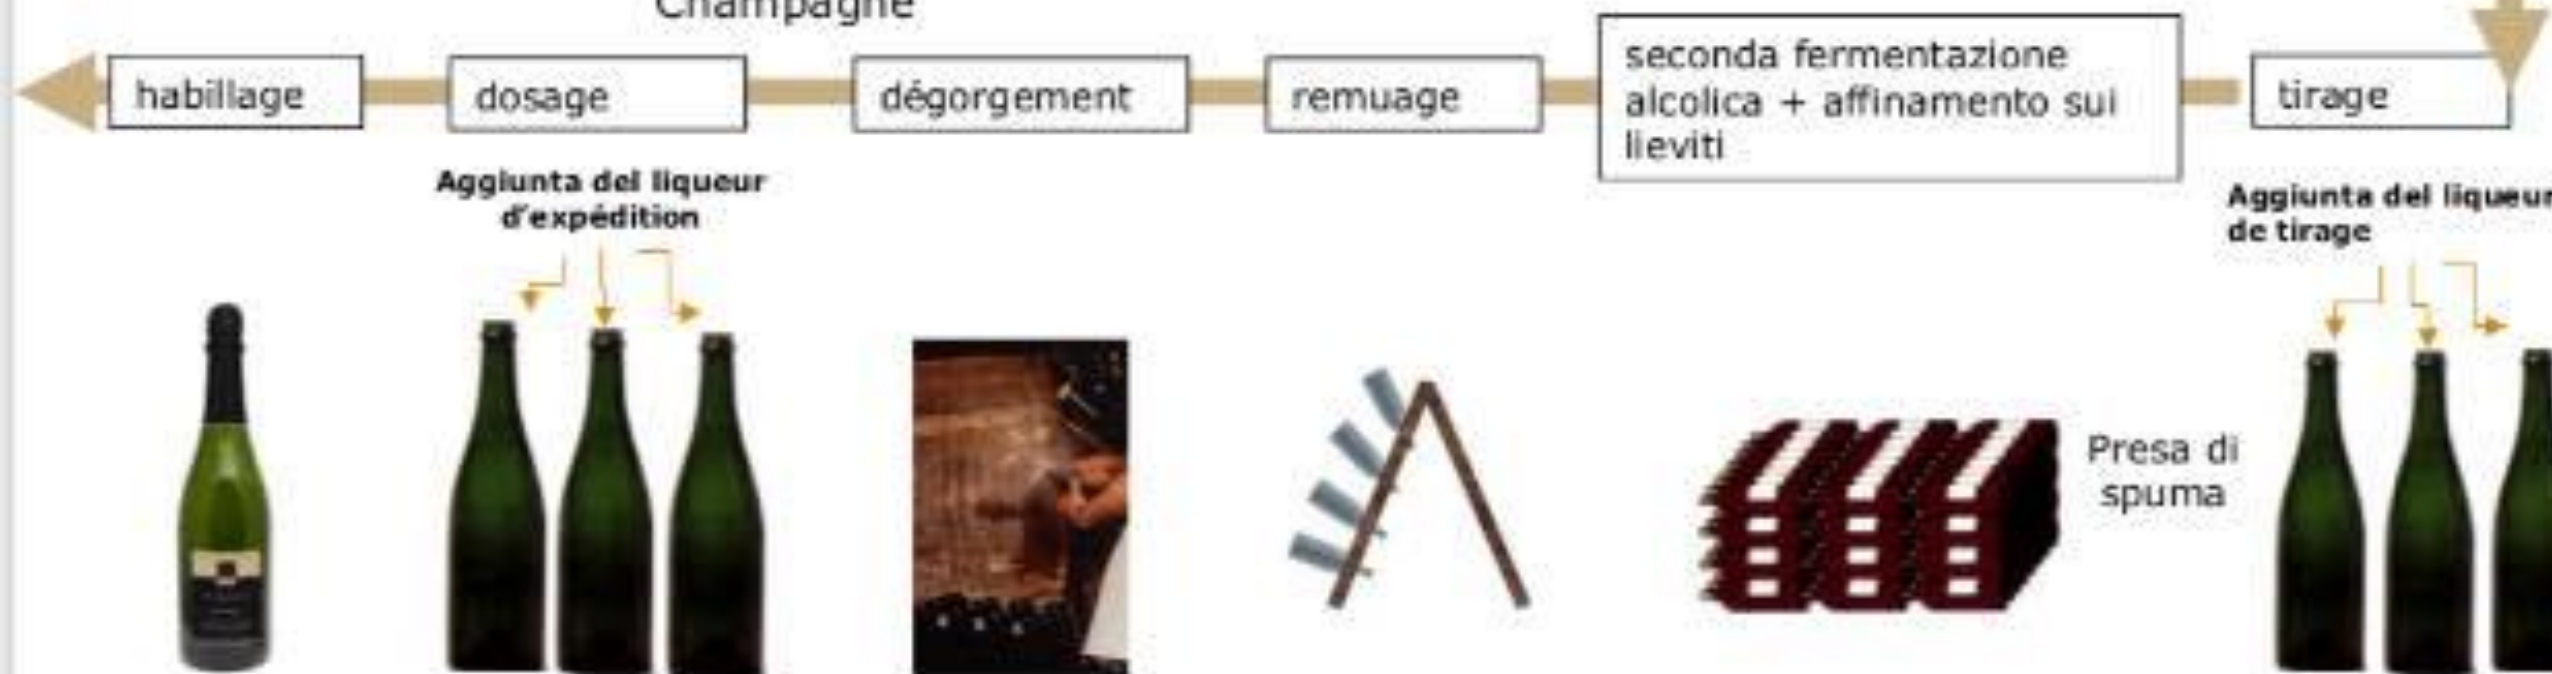 Champagne
habillage
dosage
dégorgement
remuage
seconda fermentazione
alcolica + affinamento sui
lieviti
tirage
Aggiunta del liqueur
d'expédition
Aggiunta del liqueur
de tirage
Presa di
spuma